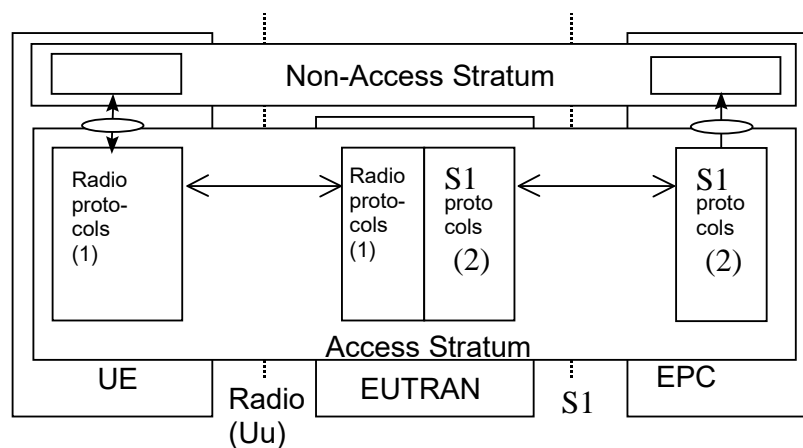 Non-Access Stratum
Radio
proto-
cols
(1)
Radio
proto
cols
(1)
S1
proto
cols
(2)
S1
proto
cols
(2)
Access Stratum
UE
Radio
(Uu)
EUTRAN
S1
EPC